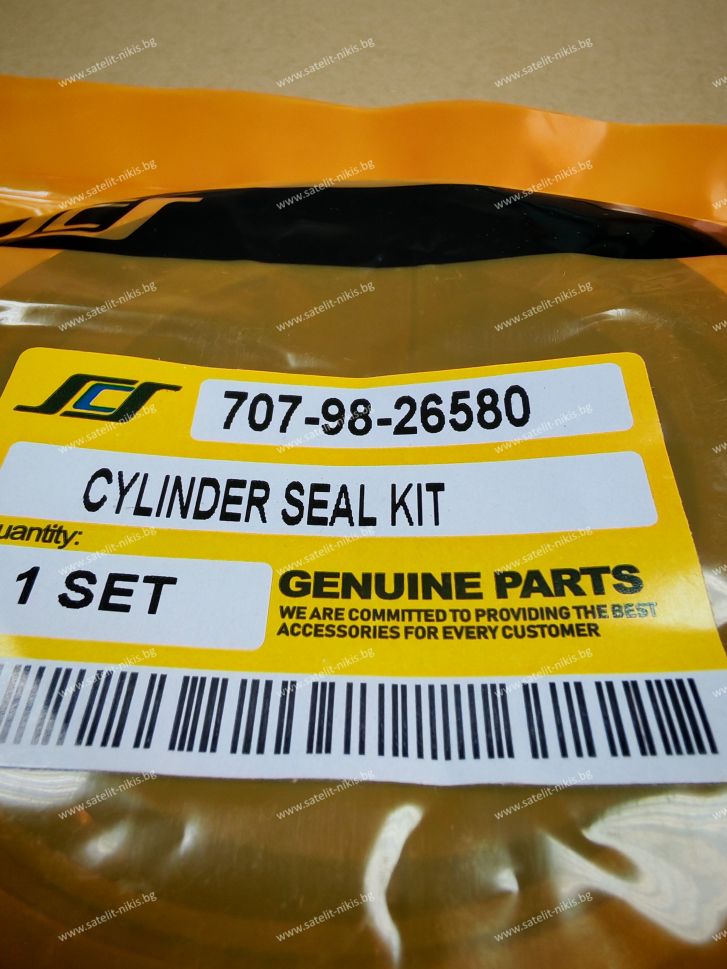 www.satelit-nikis.bg
SCS
707-98-26580
CYLINDER SEAL KIT
uantity:
1 SET
GENUINE PARTS
WE ARE COMMITTED TO PROVIDING THE BEST
ACCESSORIES FOR EVERY CUSTOMER